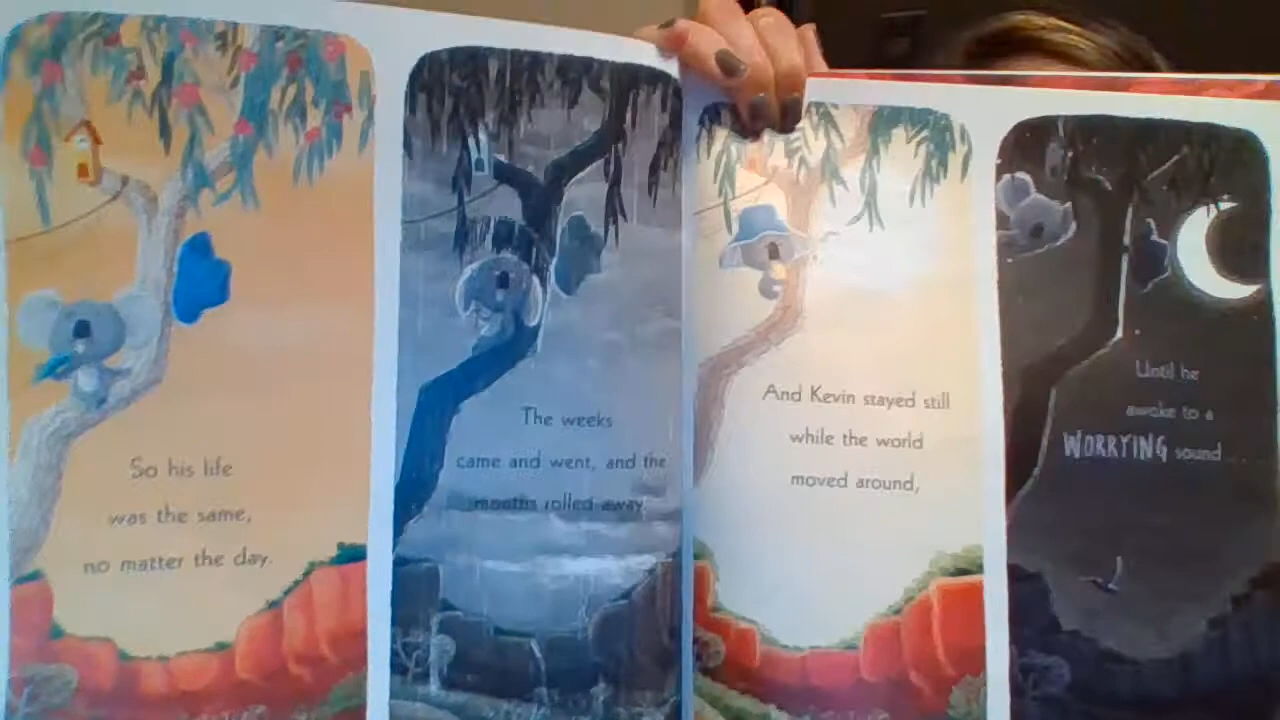 So his life
was the same,
no matter the day.
The weeks
came and went, and the
months rolled away
And Kevin stayed still
while the world
moved around,
Until he
awoke to a
WORRYING sound...